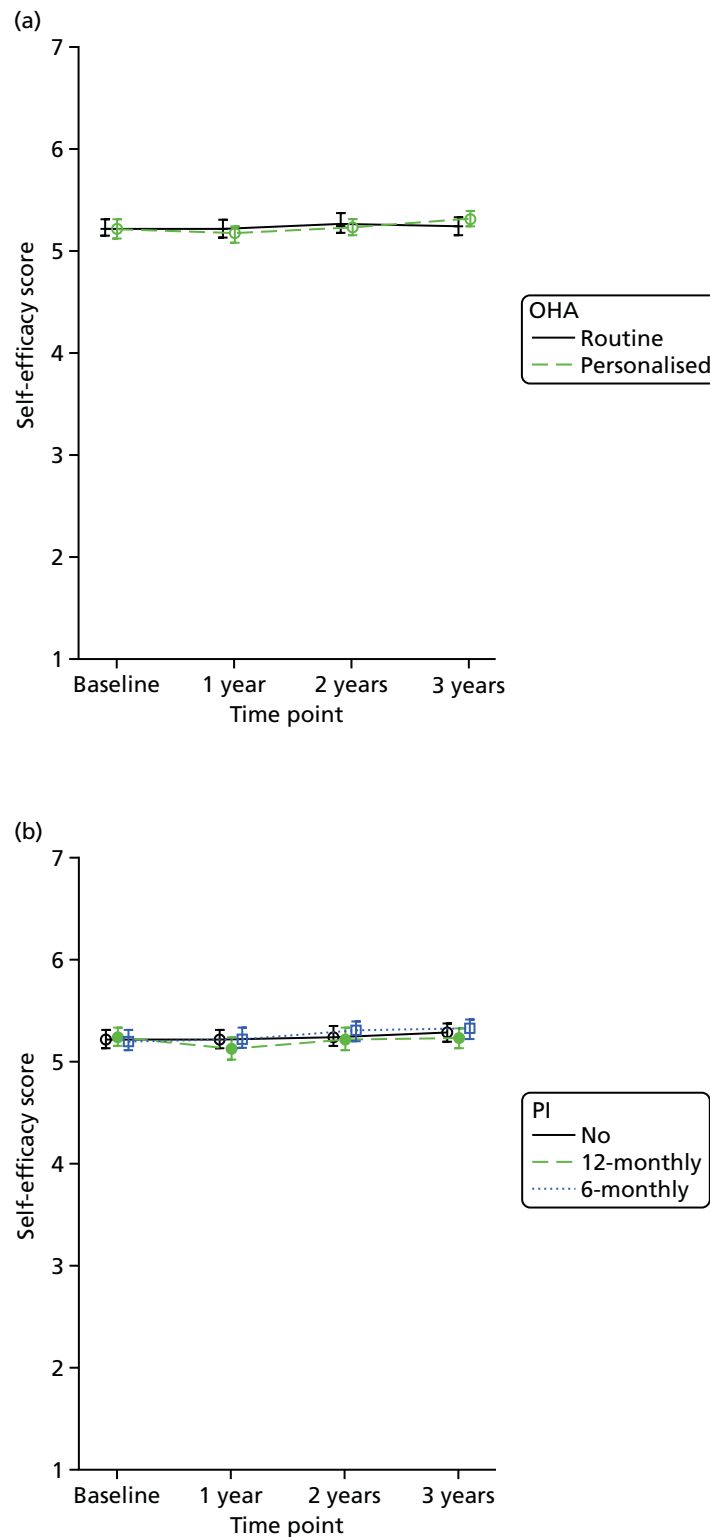 (a)
7
6
5
4
3
2
1
Self-efficacy score
Baseline 1 year 2 years 3 years
Time point
OHA
Routine
Personalised
(b)
7
6
5
4
3
2
1
Self-efficacy score
Baseline 1 year 2 years 3 years
Time point
PI
No
12-monthly
6-monthly